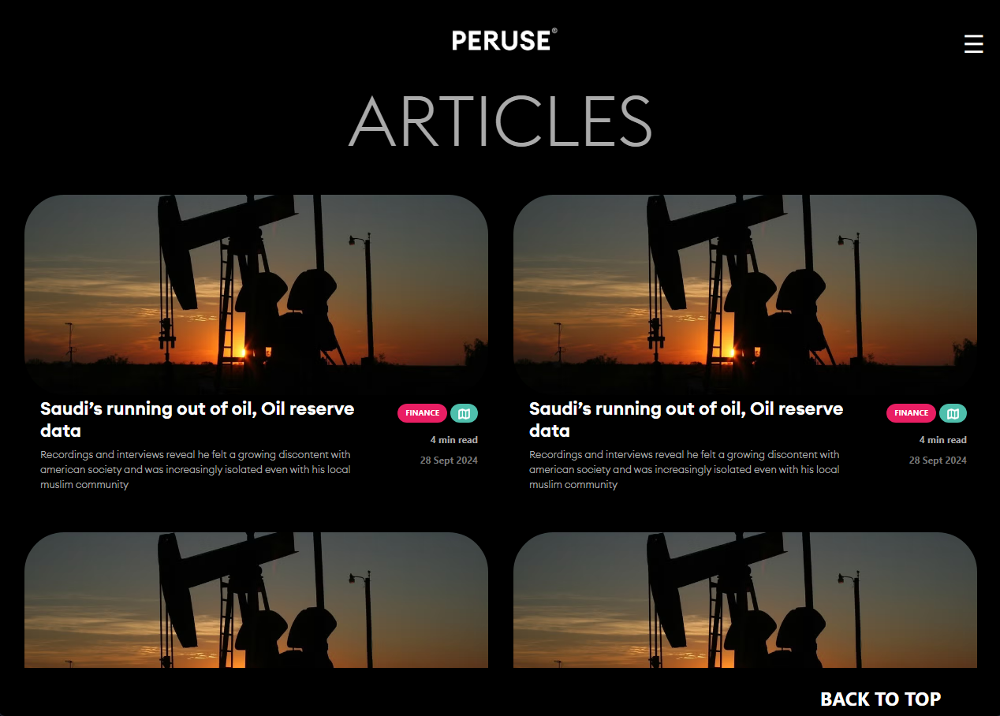 PERUSE®
ARTICLES
Saudi’s running out of oil, Oil reserve
data
FINANCE
4 min read
28 Sept 2024
Recordings and interviews reveal he felt a growing discontent with
american society and was increasingly isolated even with his local
muslim community
Saudi’s running out of oil, Oil reserve
data
FINANCE
4 min read
28 Sept 2024
Recordings and interviews reveal he felt a growing discontent with
american society and was increasingly isolated even with his local
muslim community
BACK TO TOP